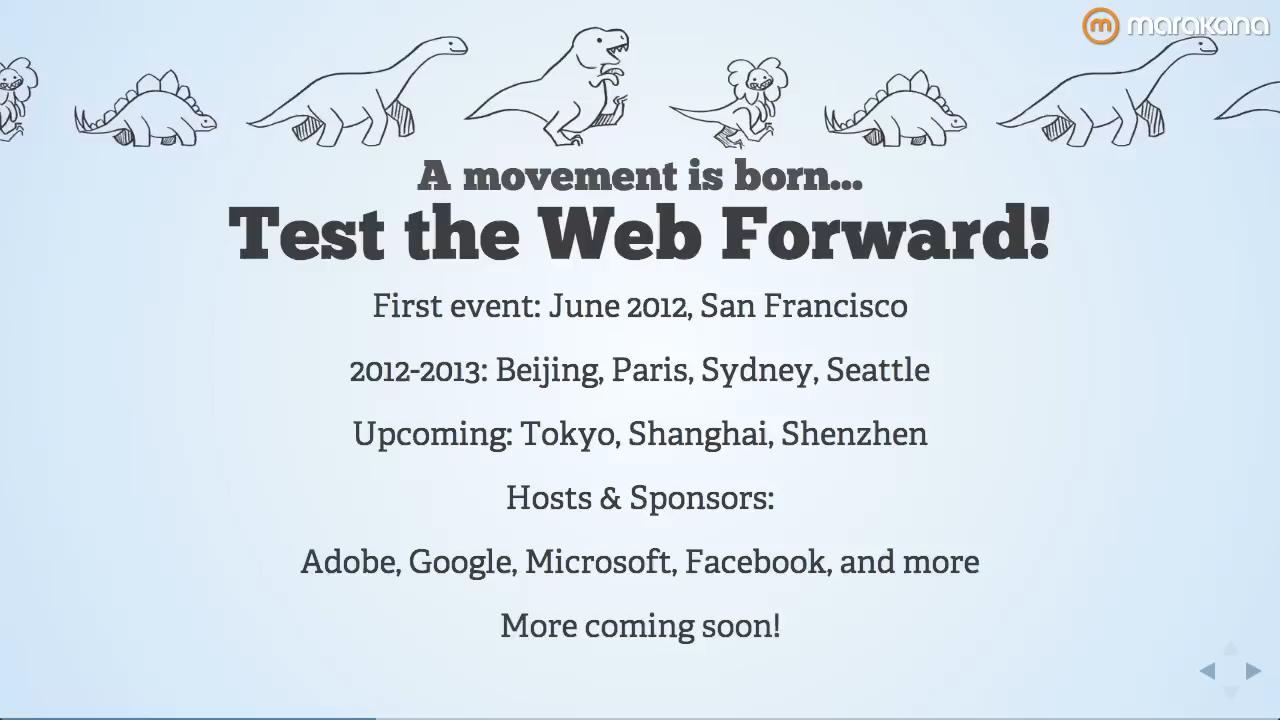 marakana
A movement is born...
Test the Web Forward!
First event: June 2012, San Francisco
2012-2013: Beijing, Paris, Sydney, Seattle
Upcoming: Tokyo, Shanghai, Shenzhen
Hosts & Sponsors:
Adobe, Google, Microsoft, Facebook, and more
More coming soon!